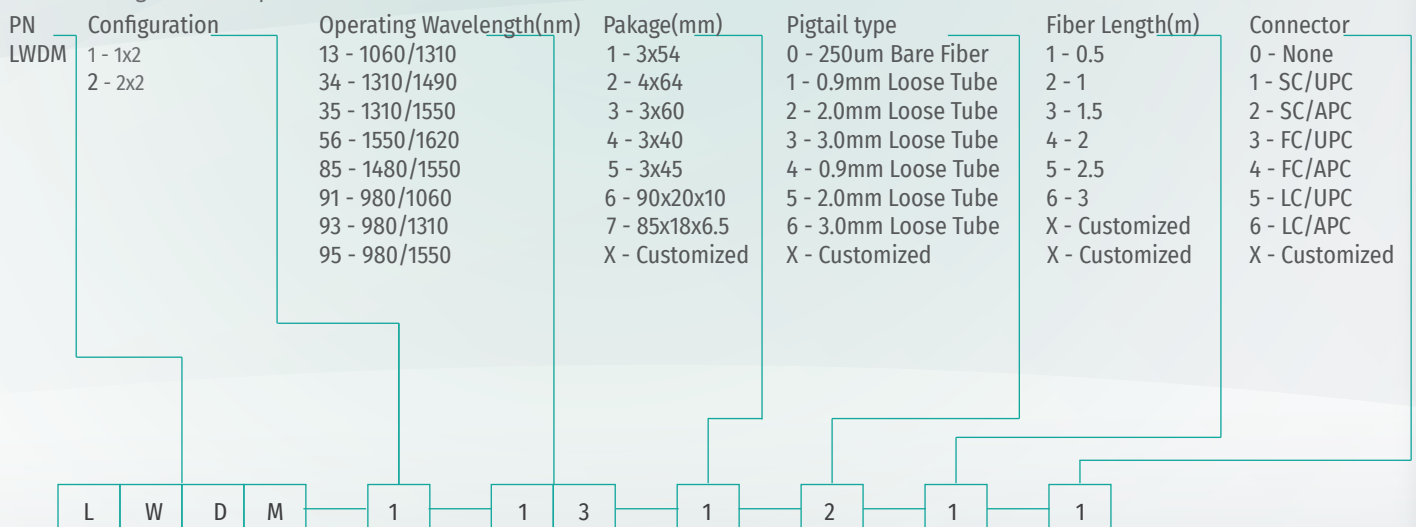 PN Configuration Operating Wavelength(nm) Pakage(mm) Pigtail type Fiber Length(m) Connector
LWDM 1 - 1x2 13 - 1060/1310 1 - 3x54 0 - 250um Bare Fiber 1 - 0.5 0 - None
2 - 2x2 34 - 1310/1490 2 - 4x64 1 - 0.9mm Loose Tube 2 - 1 1 - SC/UPC
35 - 1310/1550 3 - 3x60 2 - 2.0mm Loose Tube 3 - 1.5 2 - SC/APC
56 - 1550/1620 4 - 3x40 3 - 3.0mm Loose Tube 4 - 2 3 - FC/UPC
85 - 1480/1550 5 - 3x45 4 - 0.9mm Loose Tube 5 - 2.5 4 - FC/APC
91 - 980/1060 6 - 90x20x10 5 - 2.0mm Loose Tube 6 - 3 5 - LC/UPC
93 - 980/1310 7 - 85x18x6.5 6 - 3.0mm Loose Tube X - Customized 6 - LC/APC
95 - 980/1550 X - Customized X - Customized X - Customized X - Customized
L W D M 1 1 3 1 2 1 1